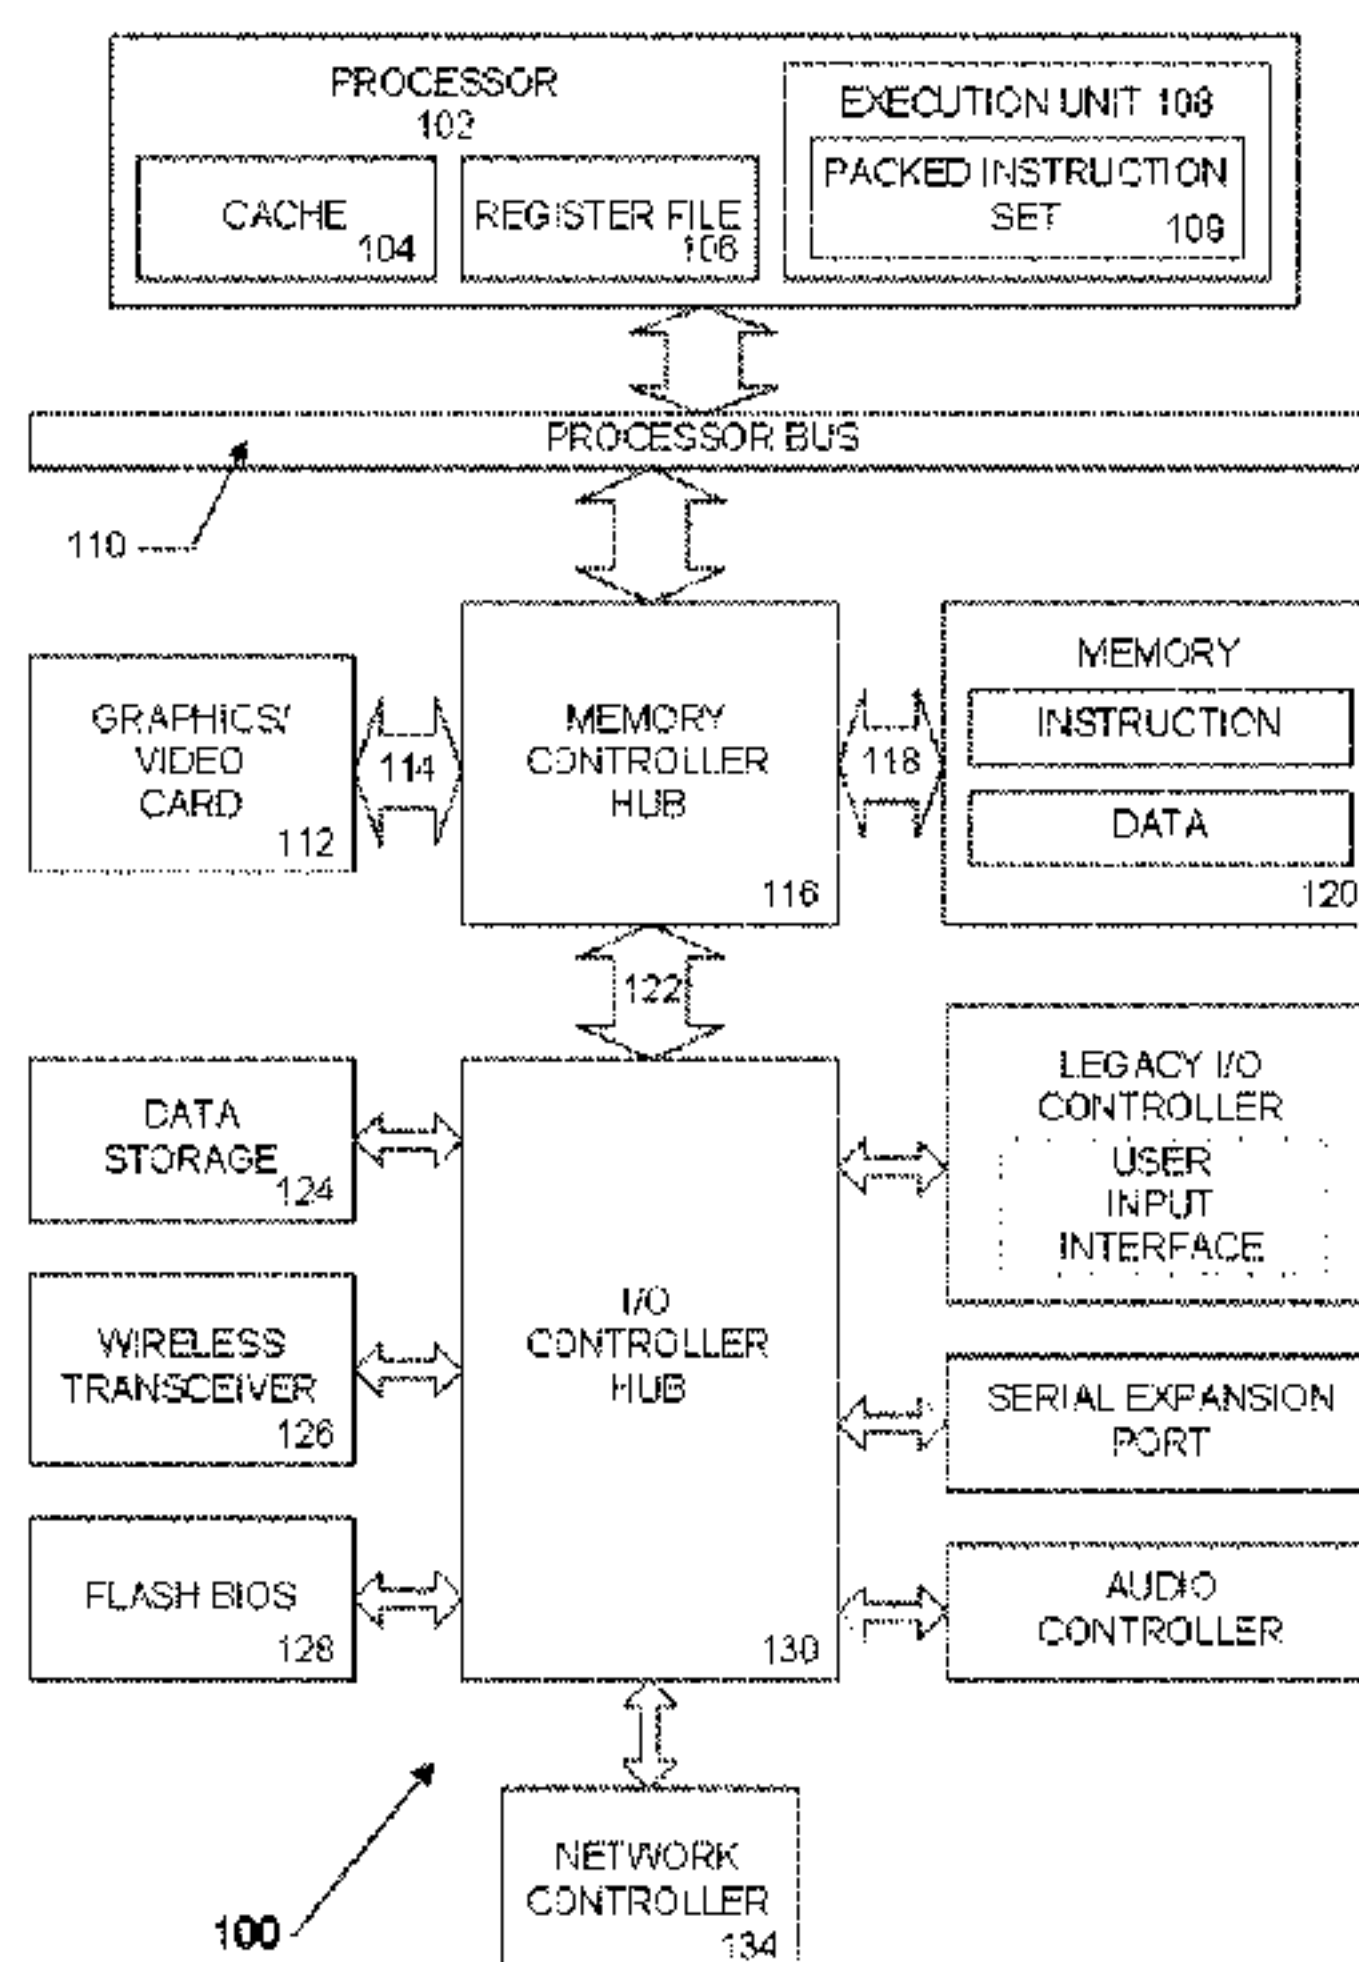 PROCESSOR
102
EXECUTION UNIT 108
PACKED INSTRUCTION
SET
109
CACHE
104
REGISTER FILE
106
PROCESSOR BUS
110
GRAPHICS/
VIDEO
CARD
112
114
MEMORY
CONTROLLER
HUB
116
118
MEMORY
INSTRUCTION
DATA
120
122
DATA
STORAGE
124
WIRELESS
TRANSCEIVER
126
FLASH BIOS
128
I/O
CONTROLLER
HUB
130
LEGACY I/O
CONTROLLER
USER
INPUT
INTERFACE
SERIAL EXPANSION
PORT
AUDIO
CONTROLLER
NETWORK
CONTROLLER
134
100